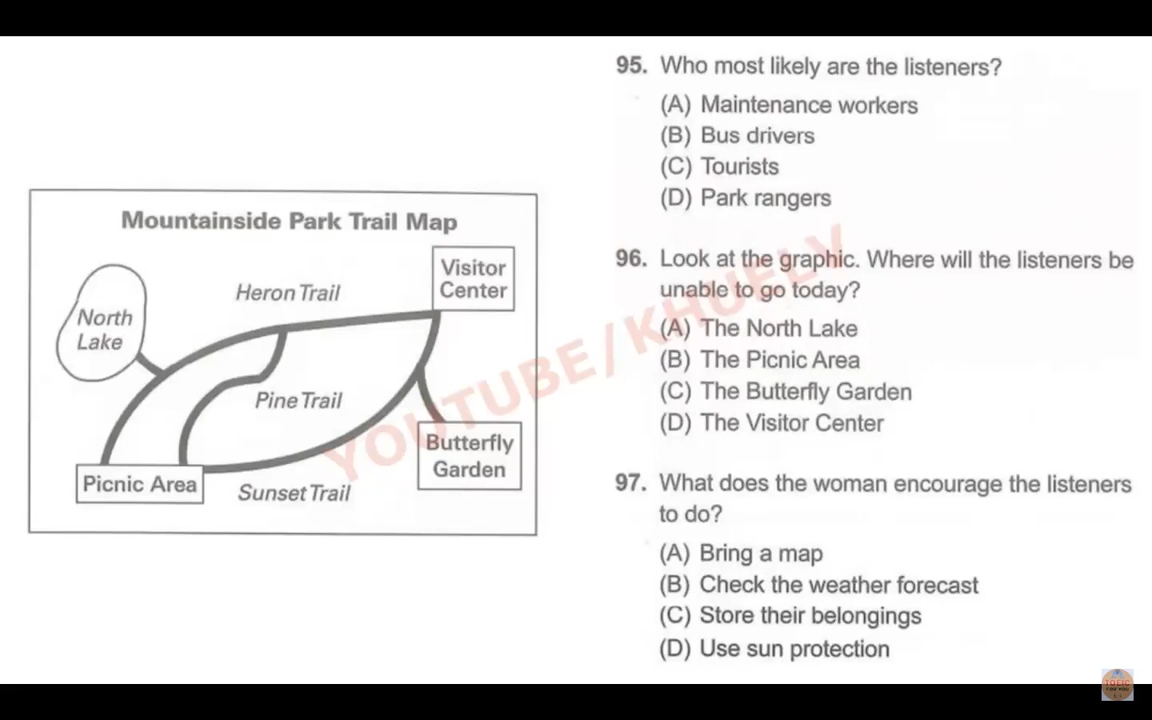 Mountainside Park Trail Map
Visitor
Center
Heron Trail
North
Lake
Pine Trail
Butterfly
Garden
Picnic Area
Sunset Trail
95. Who most likely are the listeners?
(A) Maintenance workers
(B) Bus drivers
(C) Tourists
(D) Park rangers
96. Look at the graphic. Where will the listeners be
unable to go today?
(A) The North Lake
(B) The Picnic Area
(C) The Butterfly Garden
(D) The Visitor Center
97. What does the woman encourage the listeners
to do?
(A) Bring a map
(B) Check the weather forecast
(C) Store their belongings
(D) Use sun protection
YOUTUBE/KHUELV
TOEIC